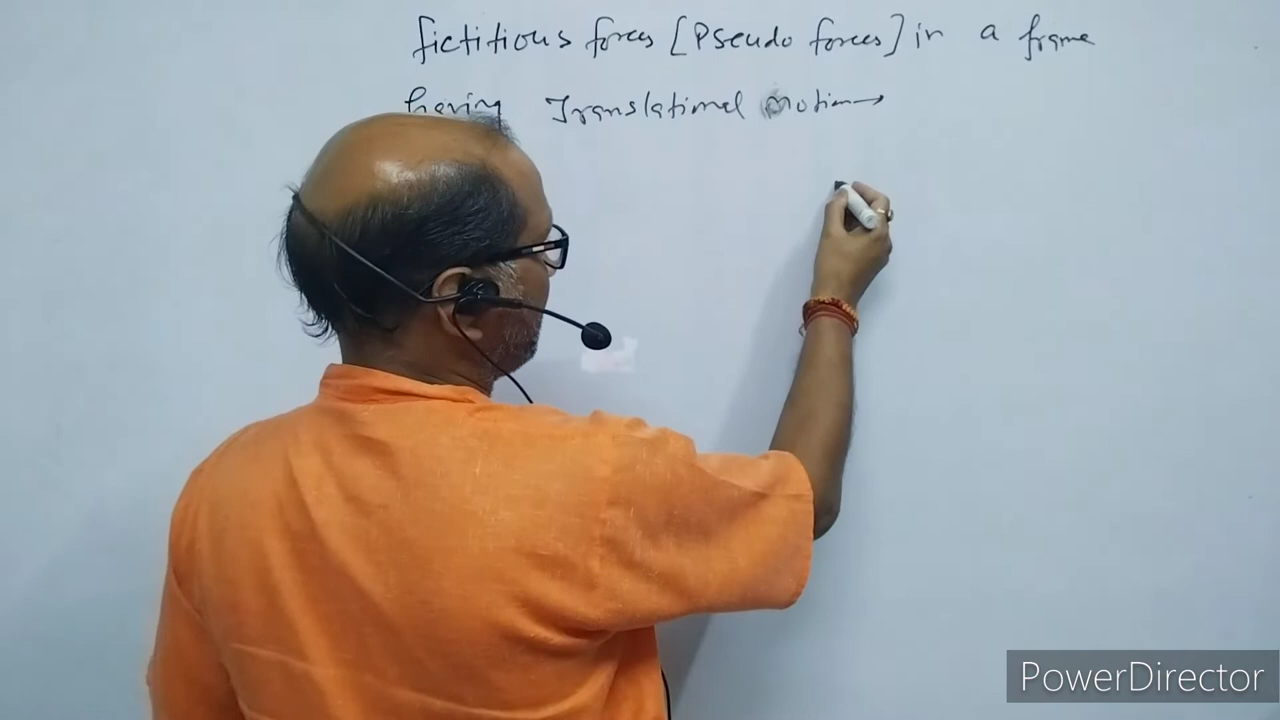 fictitious forces [Pseudo forces] in a frame
having Translational motion→
PowerDirector